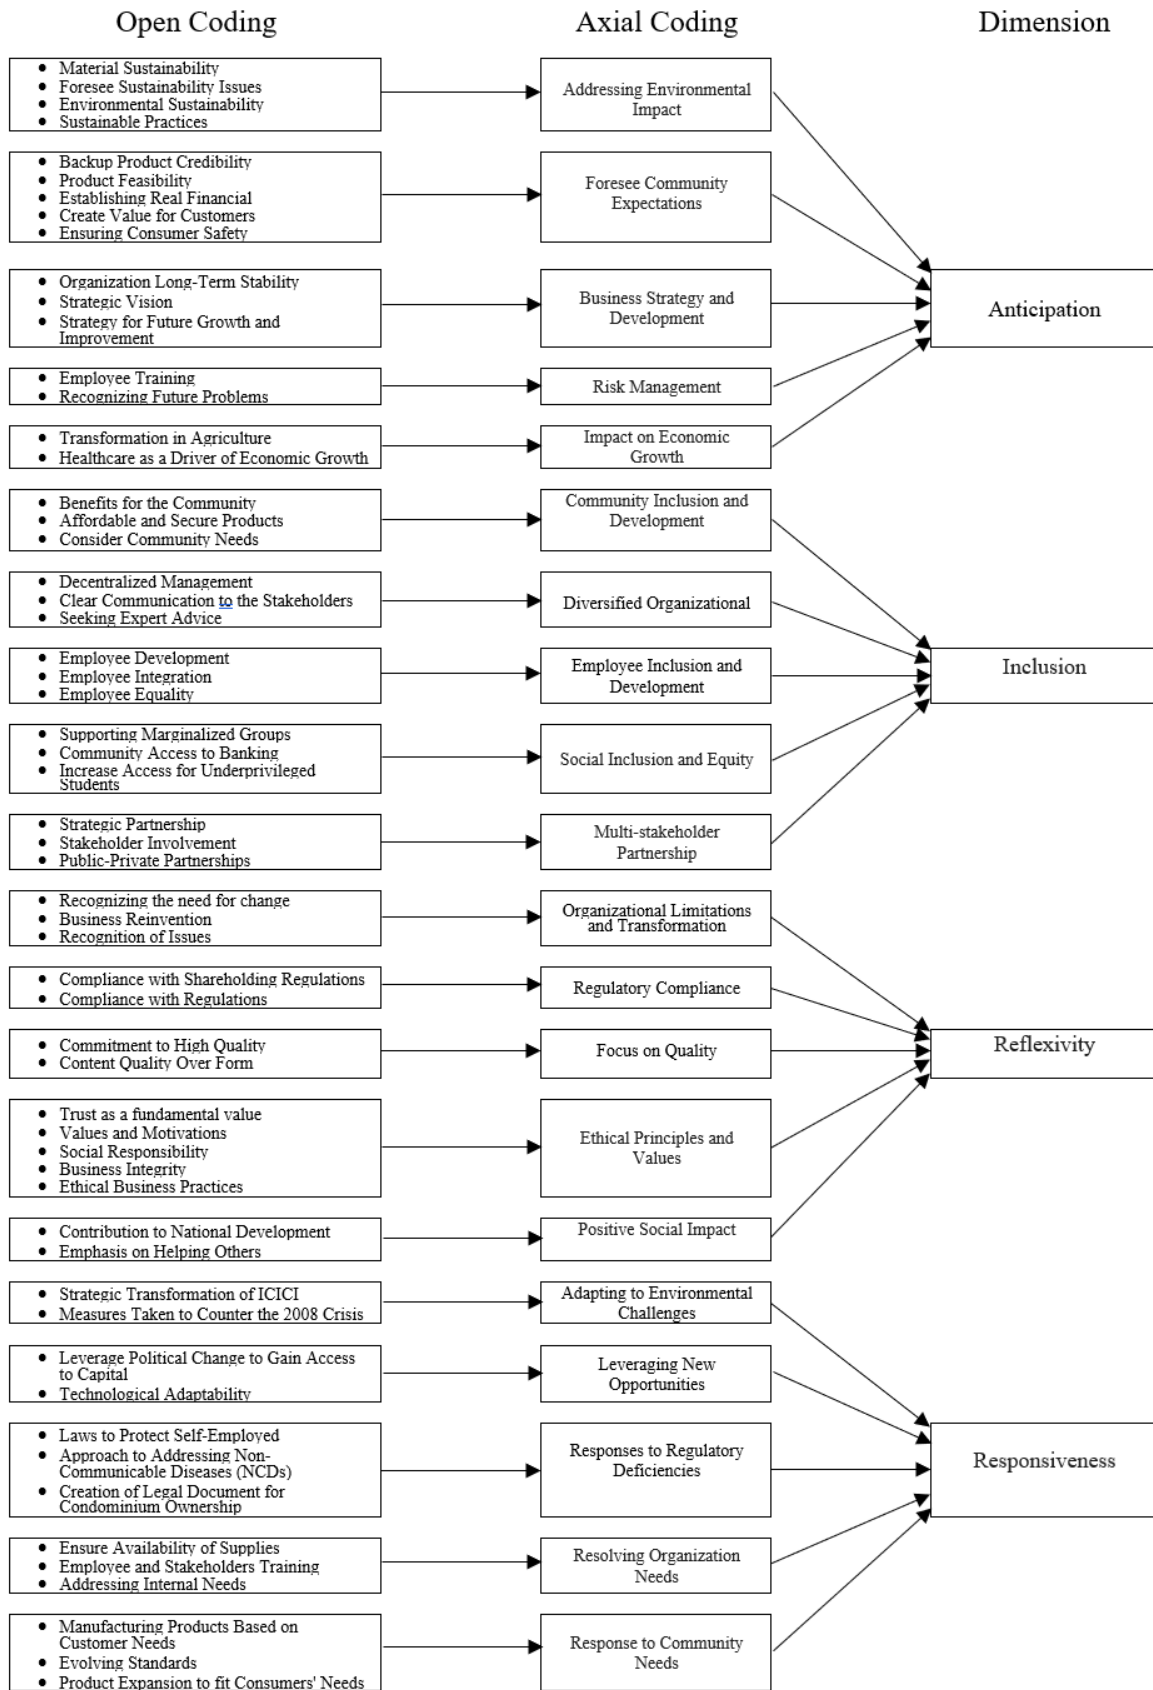 Open Coding
Axial Coding
Dimension
• Material Sustainability
• Foresee Sustainability Issues
• Environmental Sustainability
• Sustainable Practices
Addressing Environmental
Impact
• Backup Product Credibility
• Product Feasibility
• Establishing Real Financial
• Create Value for Customers
• Ensuring Consumer Safety
Foresee Community
Expectations
• Organization Long-Term Stability
• Strategic Vision
• Strategy for Future Growth and
Improvement
Business Strategy and
Development
Anticipation
• Employee Training
• Recognizing Future Problems
Risk Management
• Transformation in Agriculture
• Healthcare as a Driver of Economic Growth
Impact on Economic
Growth
• Benefits for the Community
• Affordable and Secure Products
• Consider Community Needs
Community Inclusion and
Development
• Decentralized Management
• Clear Communication to the Stakeholders
• Seeking Expert Advice
Diversified Organizational
• Employee Development
• Employee Integration
• Employee Equality
Employee Inclusion and
Development
Inclusion
• Supporting Marginalized Groups
• Community Access to Banking
• Increase Access for Underprivileged
Students
Social Inclusion and Equity
• Strategic Partnership
• Stakeholder Involvement
• Public-Private Partnerships
Multi-stakeholder
Partnership
• Recognizing the need for change
• Business Reinvention
• Recognition of Issues
Organizational Limitations
and Transformation
• Compliance with Shareholding Regulations
• Compliance with Regulations
Regulatory Compliance
• Commitment to High Quality
• Content Quality Over Form
Focus on Quality
Reflexivity
• Trust as a fundamental value
• Values and Motivations
• Social Responsibility
• Business Integrity
• Ethical Business Practices
Ethical Principles and
Values
• Contribution to National Development
• Emphasis on Helping Others
Positive Social Impact
• Strategic Transformation of ICICI
• Measures Taken to Counter the 2008 Crisis
Adapting to Environmental
Challenges
• Leverage Political Change to Gain Access
to Capital
• Technological Adaptability
Leveraging New
Opportunities
• Laws to Protect Self-Employed
• Approach to Addressing Non-
Communicable Diseases (NCDs)
• Creation of Legal Document for
Condominium Ownership
Responses to Regulatory
Deficiencies
Responsiveness
• Ensure Availability of Supplies
• Employee and Stakeholders Training
• Addressing Internal Needs
Resolving Organization
Needs
• Manufacturing Products Based on
Customer Needs
• Evolving Standards
• Product Expansion to fit Consumers' Needs
Response to Community
Needs